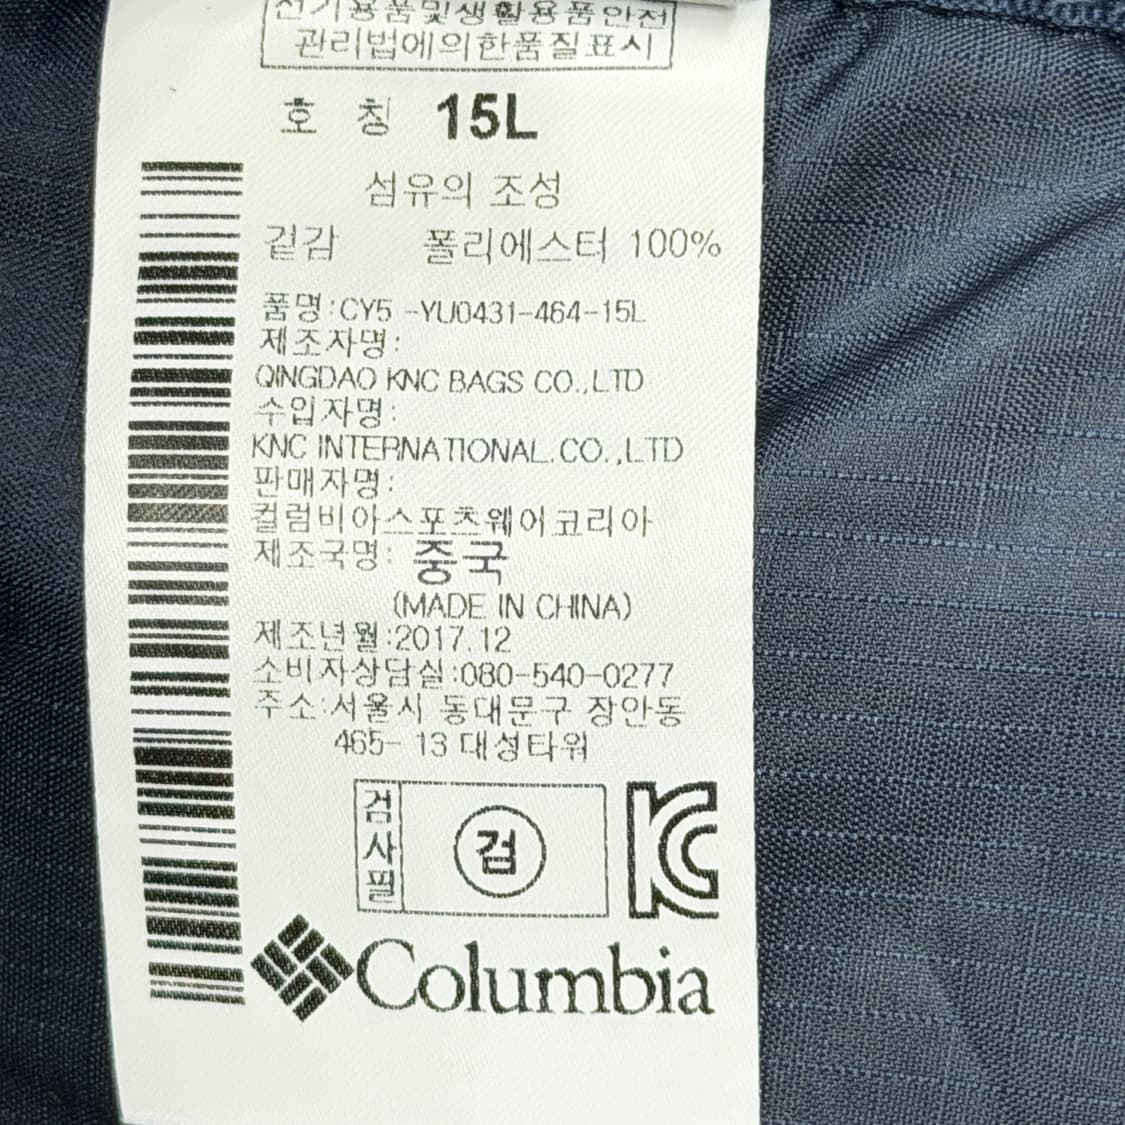 전기용품및생활용품안전
관리법에의한품질표시
호 칭 15L
섬유의 조성
겉감 폴리에스터 100%
품명:CY5 -YU0431-464-15L
제조자명:
QINGDAO KNC BAGS CO.,LTD
수입자명:
KNC INTERNATIONAL.CO.,LTD
판매자명:
컬럼비아스포츠웨어코리아
제조국명: 중국
(MADE IN CHINA)
제조년월:2017.12
소비자상담실:080-540-0277
주소:서울시 동대문구 장안동
465- 13 대성타워
검사필 검 KC
Columbia